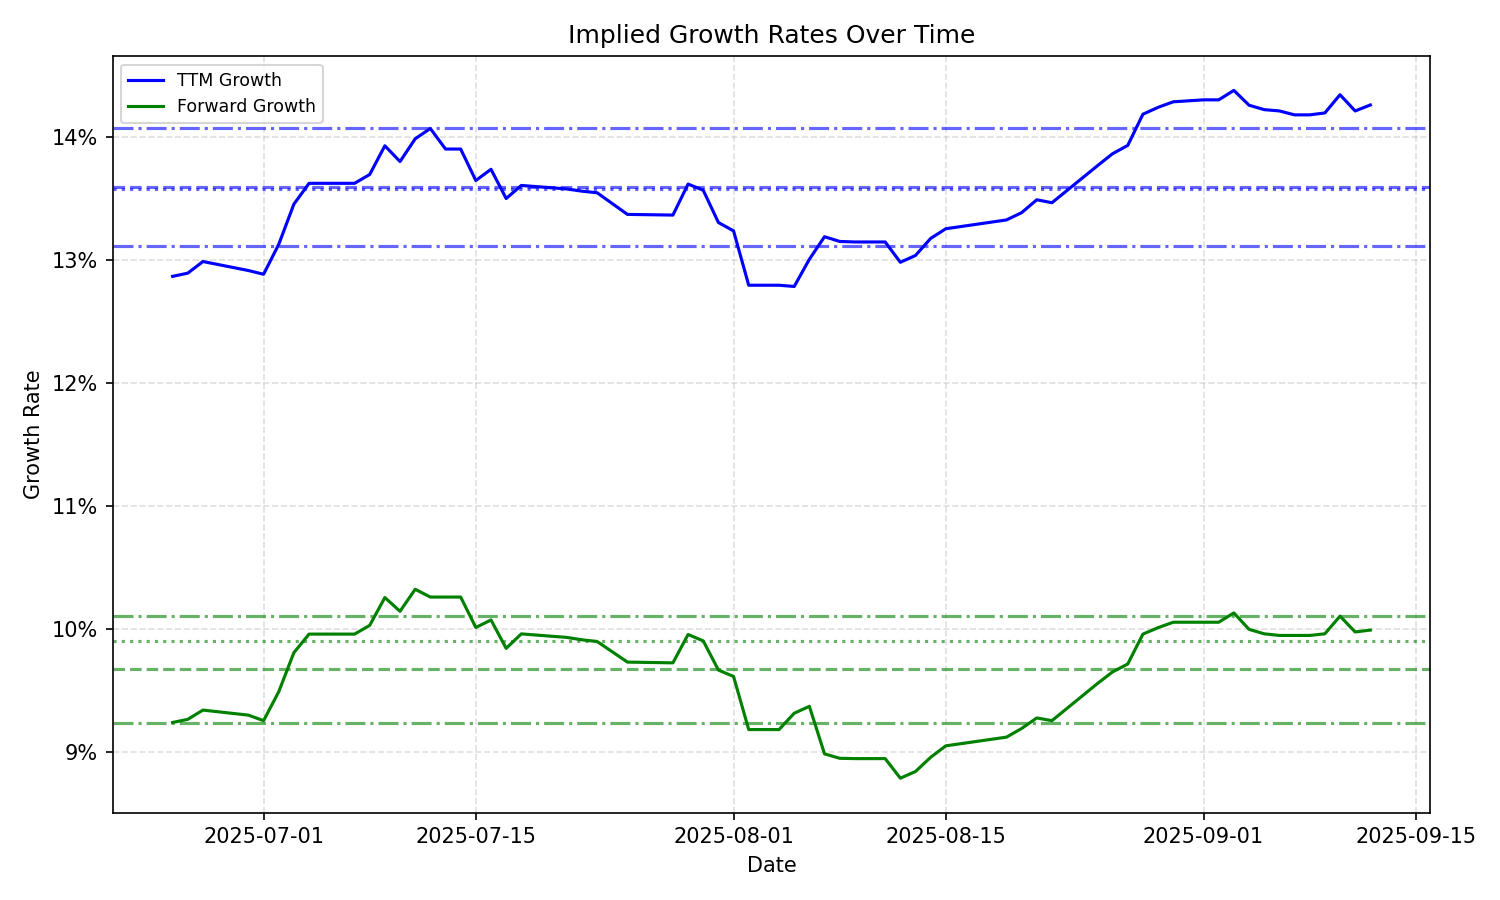 Implied Growth Rates Over Time
TTM Growth
Forward Growth
14%
13%
12%
11%
10%
9%
Growth Rate
2025-07-01
2025-07-15
2025-08-01
2025-08-15
2025-09-01
2025-09-15
Date